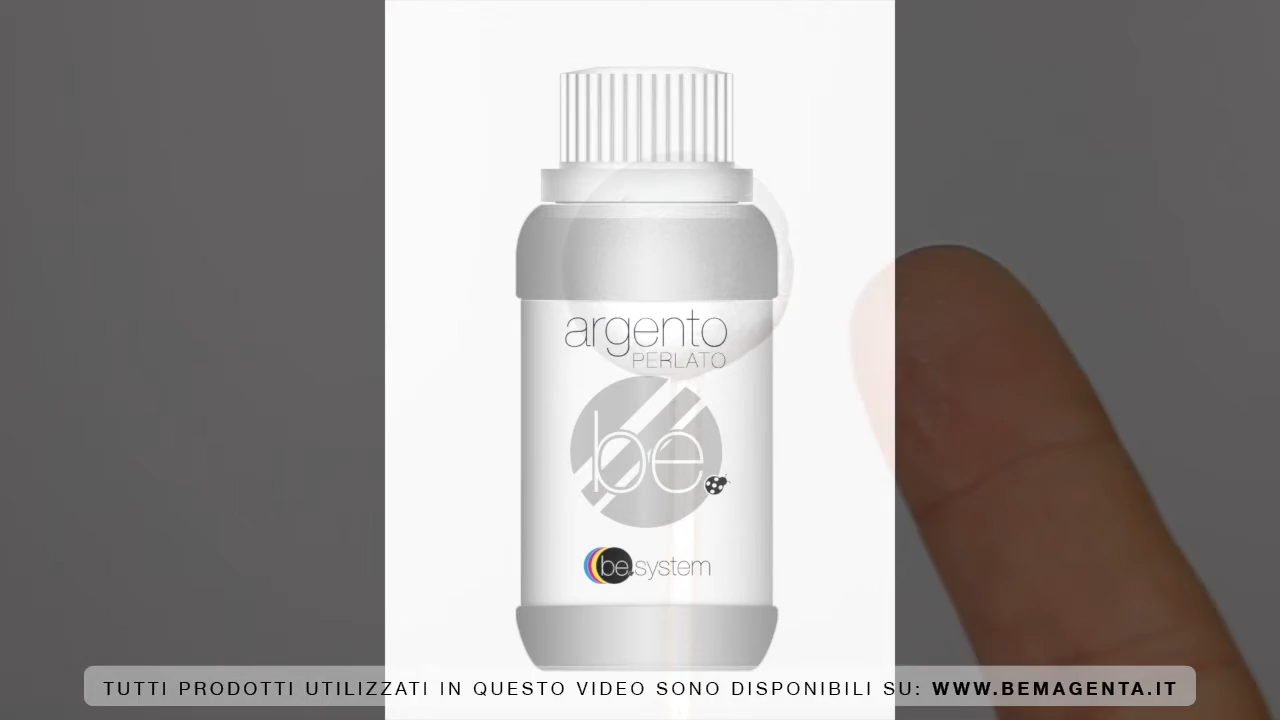 argento
PERLATO
be
be.system
TUTTI PRODOTTI UTILIZZATI IN QUESTO VIDEO SONO DISPONIBILI SU: WWW.BEMAGENTA.IT